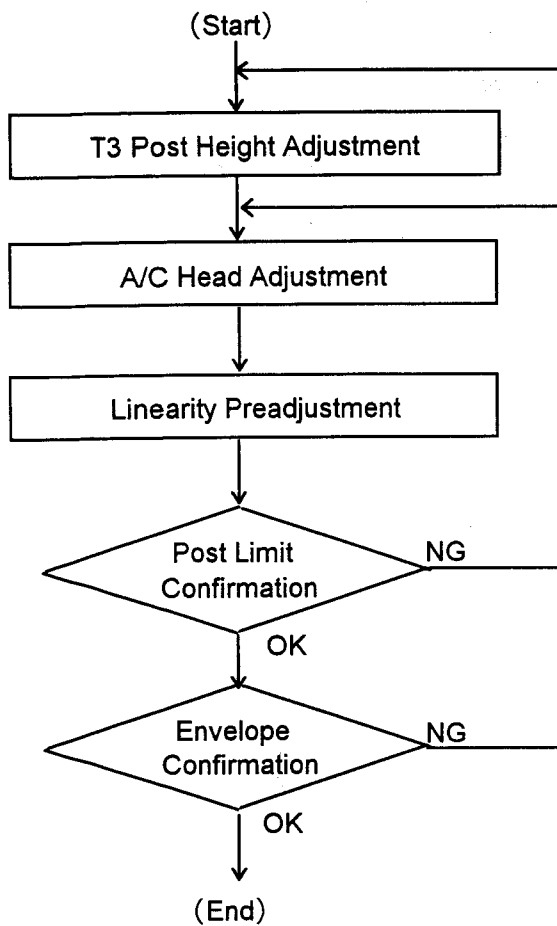 (Start)
T3 Post Height Adjustment
A/C Head Adjustment
Linearity Preadjustment
Post Limit
Confirmation
NG
OK
Envelope
Confirmation
NG
OK
(End)